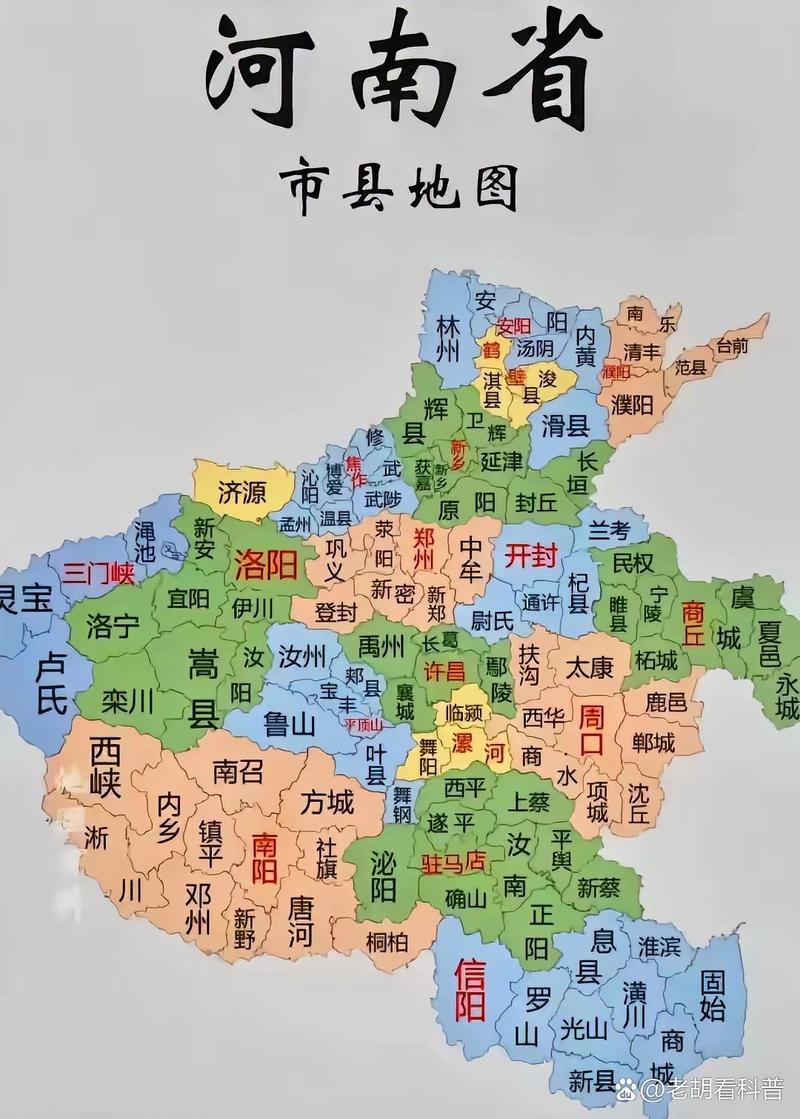 河南省
市县地图
林州
安阳
安阳
内黄
汤阴
鹤壁
淇县
浚县
滑县
南乐
清丰
濮阳
濮阳
范县
台前
辉县
卫辉
新乡
获嘉
新乡
延津
长垣
原阳
封丘
修武
焦作
博爱
沁阳
武陟
温县
孟州
济源
渑池
三门峡
灵宝
卢氏
新安
洛阳
宜阳
伊川
洛宁
嵩县
汝阳
栾川
巩义
荥阳
郑州
中牟
登封
新密
新郑
开封
兰考
杞县
通许
尉氏
民权
睢县
宁陵
商丘
虞城
夏邑
柘城
永城
禹州
长葛
许昌
鄢陵
襄城
汝州
郏县
宝丰
平顶山
鲁山
叶县
舞钢
临颍
漯河
舞阳
扶沟
太康
西华
周口
鹿邑
郸城
商水
项城
沈丘
西峡
南召
方城
内乡
镇平
南阳
社旗
淅川
邓州
新野
唐河
桐柏
西平
上蔡
遂平
汝南
平舆
驻马店
泌阳
确山
新蔡
正阳
信阳
罗山
息县
淮滨
光山
潢川
固始
商城
新县
@老胡看科普